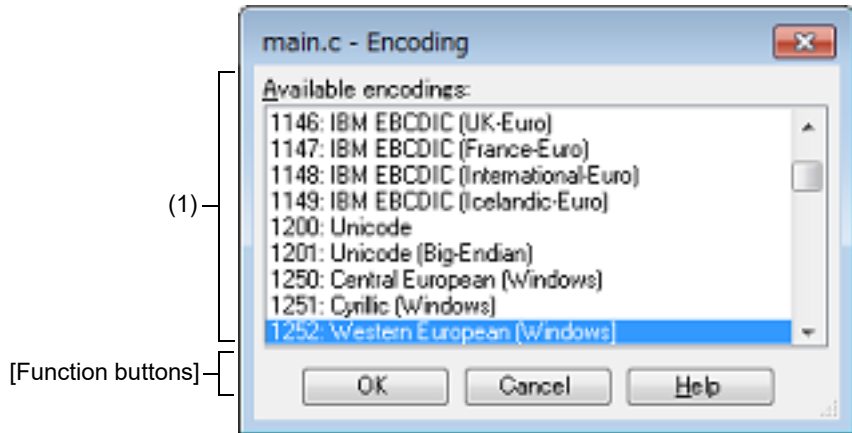 main.c - Encoding
Available encodings:
1146: IBM EBCDIC (UK-Euro)
1147: IBM EBCDIC (France-Euro)
1148: IBM EBCDIC (International-Euro)
1149: IBM EBCDIC (Icelandic-Euro)
(1)
1200: Unicode
1201: Unicode (Big-Endian)
1250: Central European (Windows)
1251: Cyrillic (Windows)
1252: Western European (Windows)
[Function buttons]
OK Cancel Help